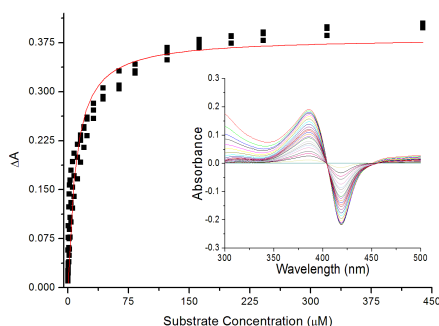 0.375
0.300
0.225
0.150
0.075
0.000
ΔA
0 75 150 225 300 375 450
Substrate Concentration (μM)
0.3
0.2
0.1
0.0
-0.1
-0.2
-0.3
Absorbance
300 350 400 450 500
Wavelength (nm)